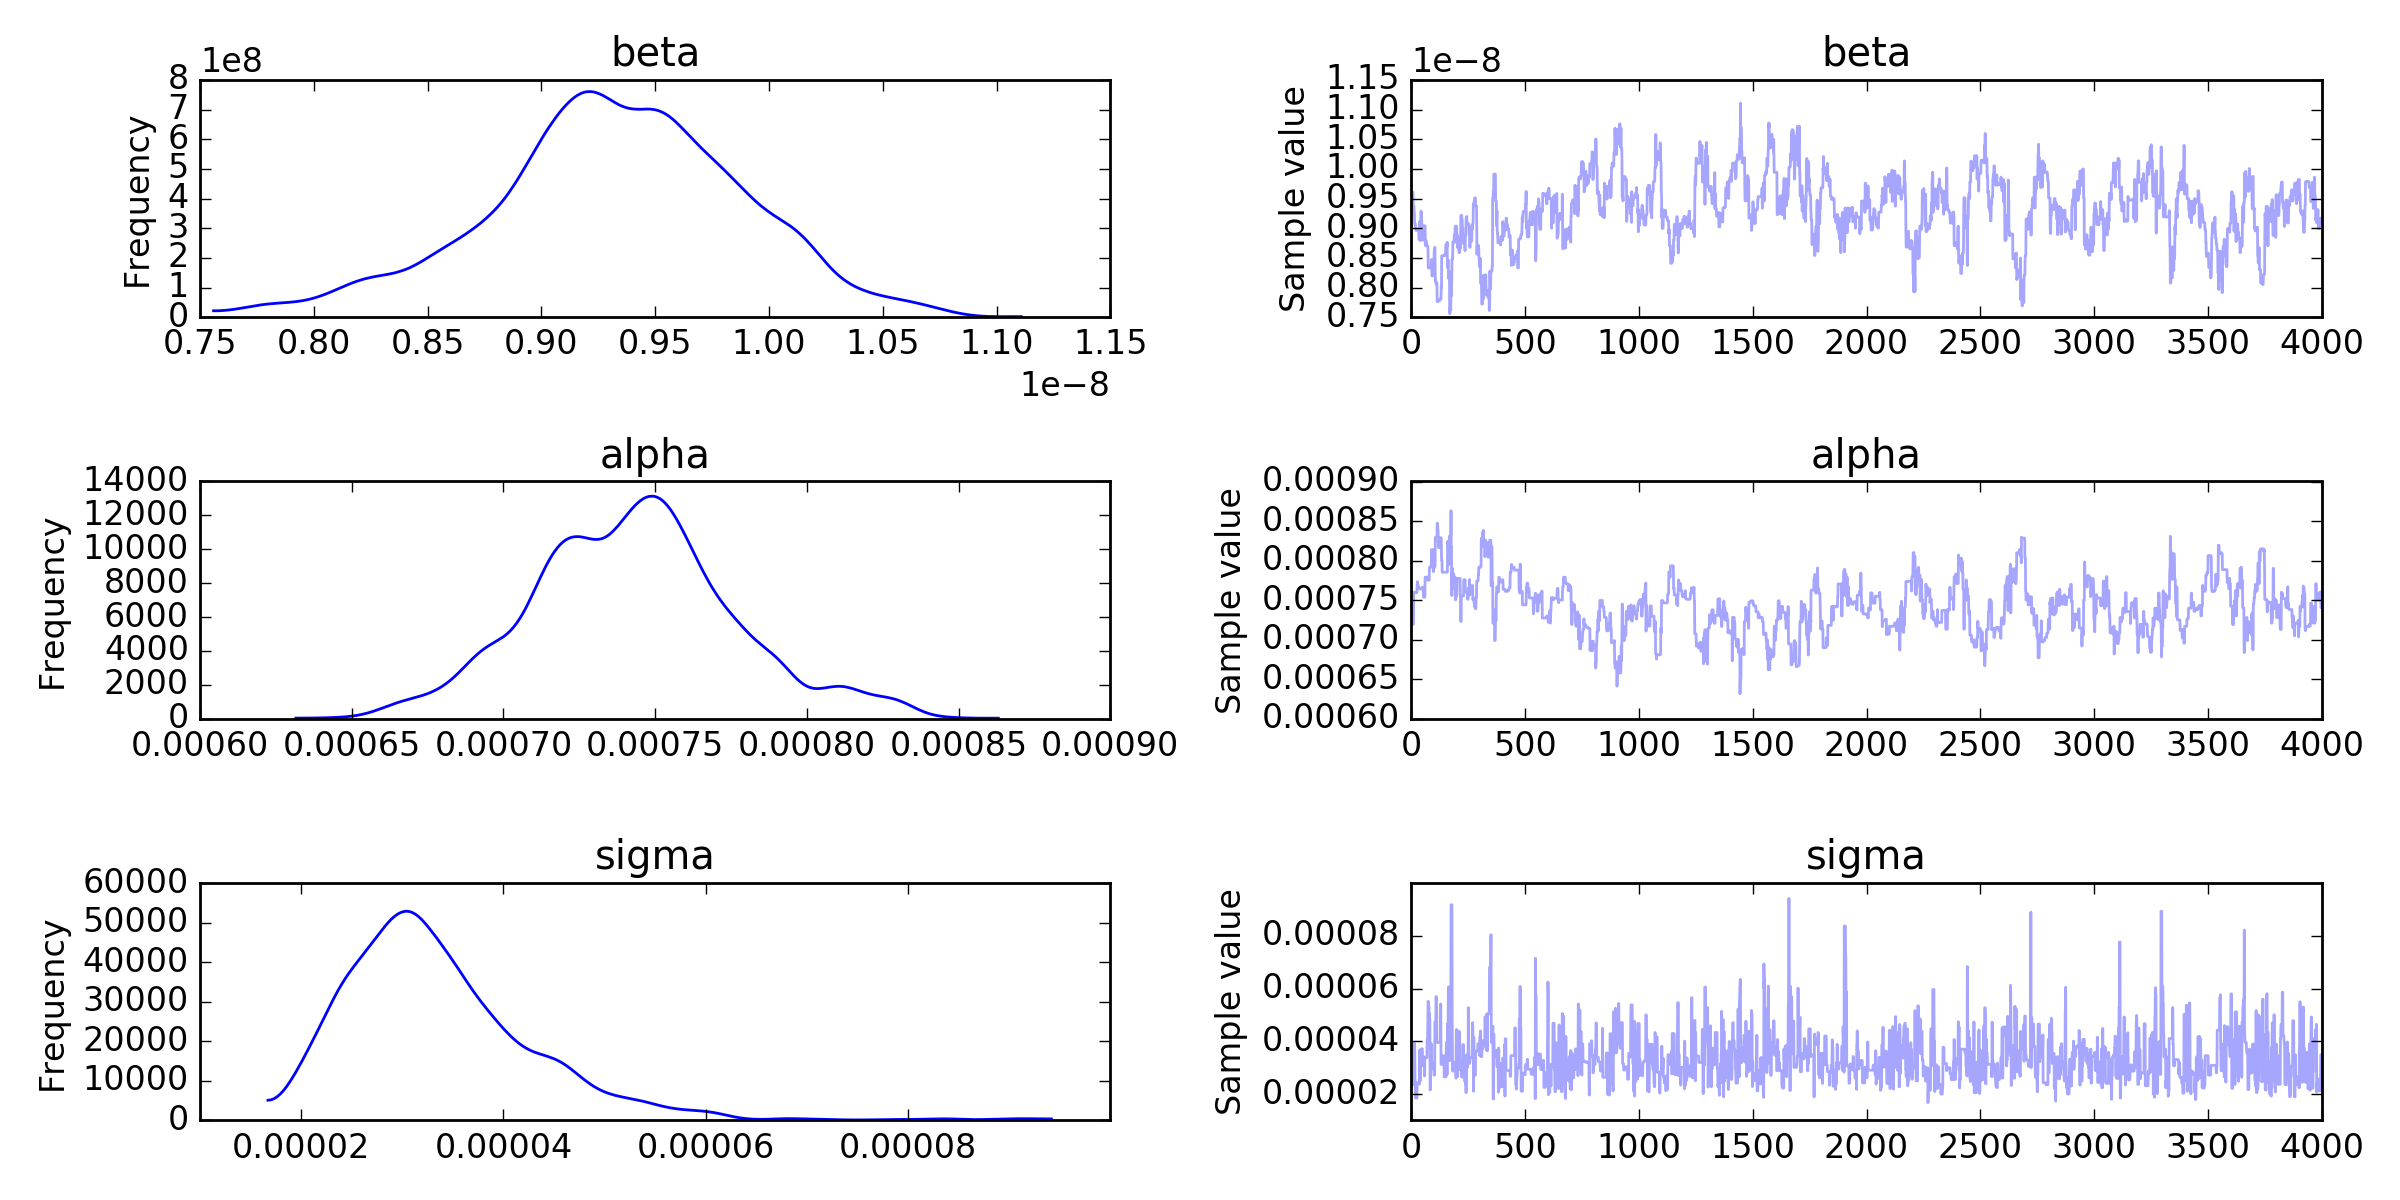 beta
1e8
8
7
6
5
4
3
2
1
0
Frequency
0.75 0.80 0.85 0.90 0.95 1.00 1.05 1.10 1.15
1e−8
beta
1e−8
1.15
1.10
1.05
1.00
0.95
0.90
0.85
0.80
0.75
Sample value
0 500 1000 1500 2000 2500 3000 3500 4000
alpha
14000
12000
10000
8000
6000
4000
2000
0
Frequency
0.00060 0.00065 0.00070 0.00075 0.00080 0.00085 0.00090
alpha
0.00090
0.00085
0.00080
0.00075
0.00070
0.00065
0.00060
Sample value
0 500 1000 1500 2000 2500 3000 3500 4000
sigma
60000
50000
40000
30000
20000
10000
0
Frequency
0.00002 0.00004 0.00006 0.00008
sigma
0.00008
0.00006
0.00004
0.00002
Sample value
0 500 1000 1500 2000 2500 3000 3500 4000